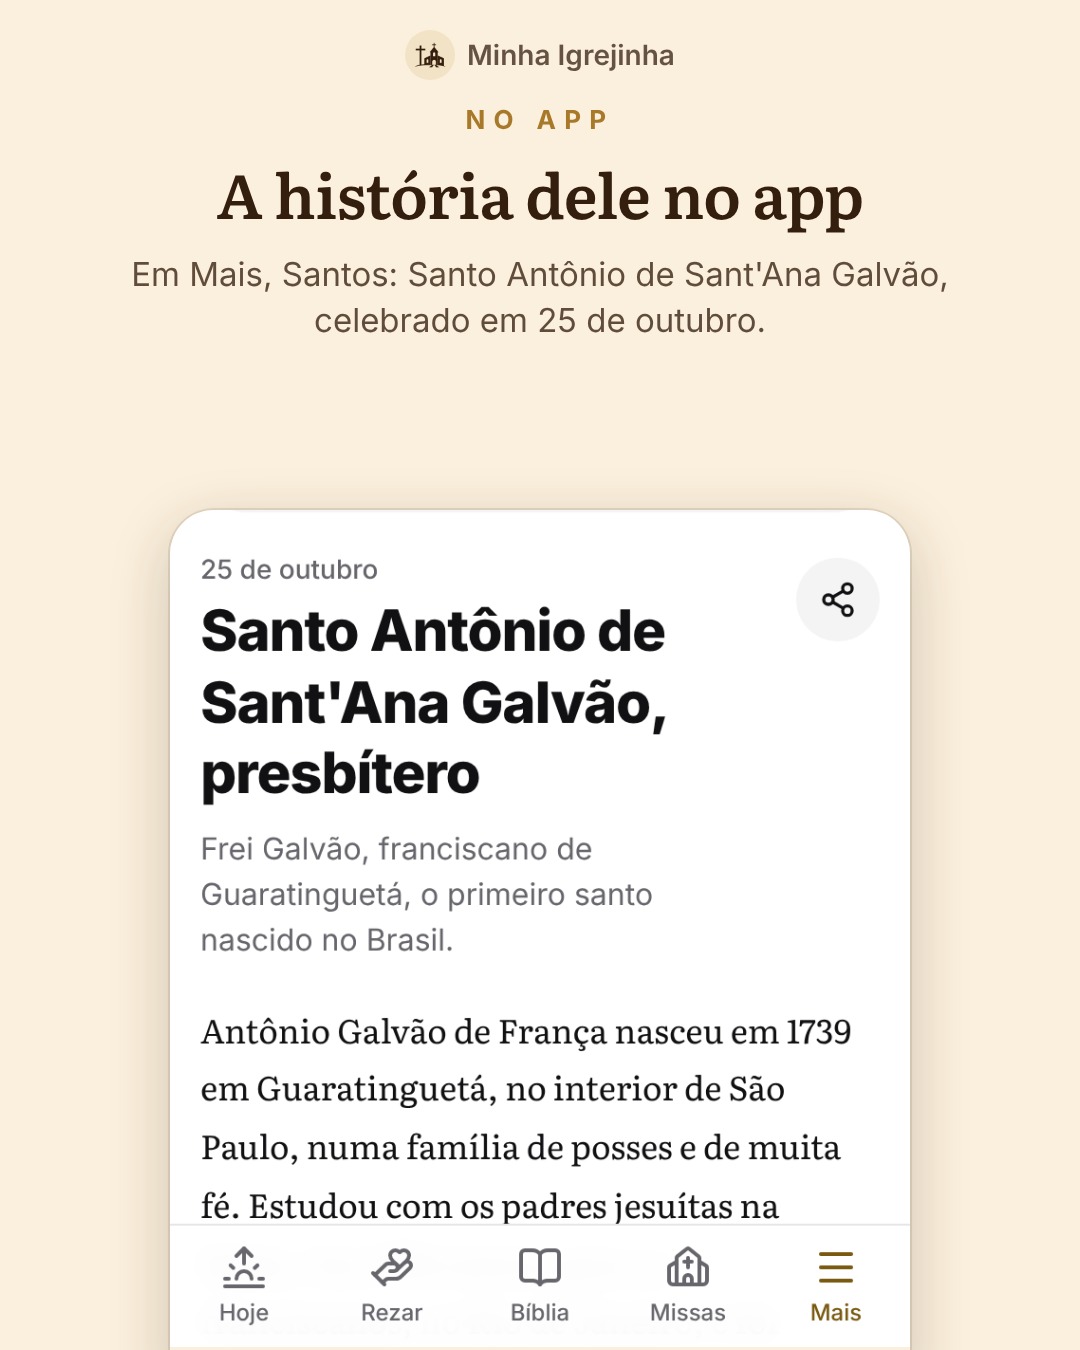 Minha Igrejinha
NO APP
A história dele no app
Em Mais, Santos: Santo Antônio de Sant'Ana Galvão,
celebrado em 25 de outubro.
25 de outubro
Santo Antônio de
Sant'Ana Galvão,
presbítero
Frei Galvão, franciscano de
Guaratinguetá, o primeiro santo
nascido no Brasil.
Antônio Galvão de França nasceu em 1739
em Guaratinguetá, no interior de São
Paulo, numa família de posses e de muita
fé. Estudou com os padres jesuítas na
Hoje
Rezar
Bíblia
Missas
Mais